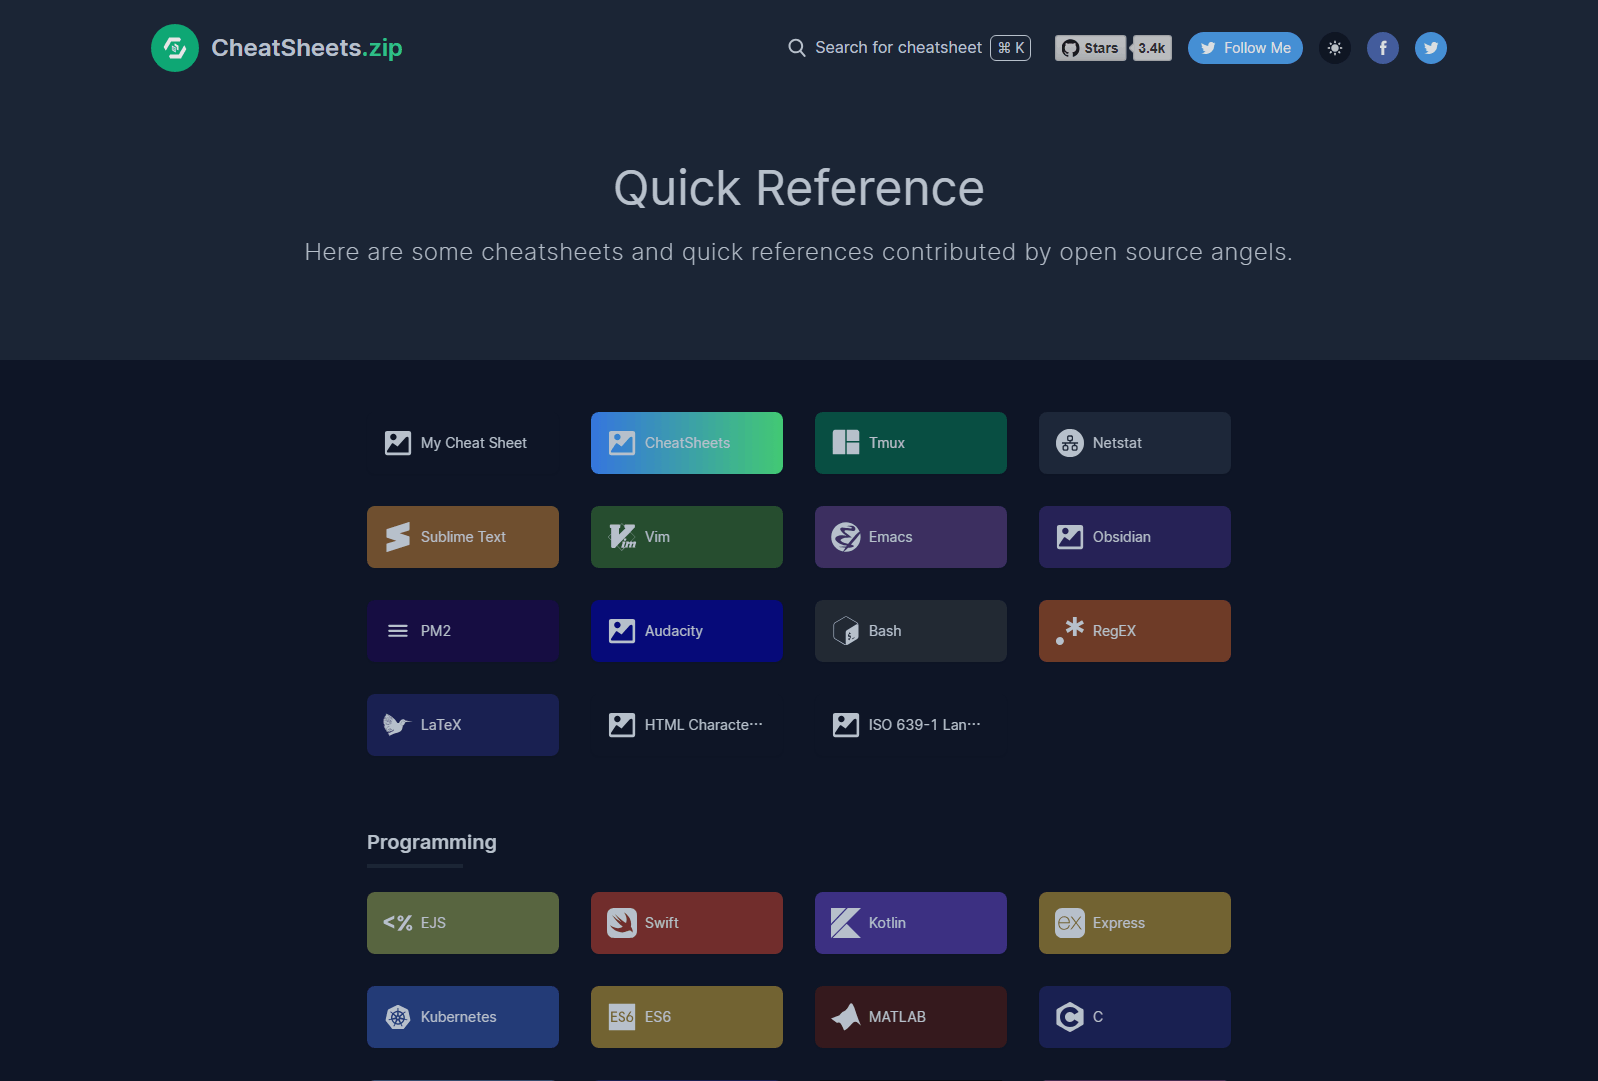 CheatSheets.zip
Search for cheatsheet ⌘ K
Stars 3.4k
Follow Me
Quick Reference
Here are some cheatsheets and quick references contributed by open source angels.
My Cheat Sheet
CheatSheets
Tmux
Netstat
Sublime Text
Vim
Emacs
Obsidian
PM2
Audacity
Bash
RegEX
LaTeX
HTML Characte···
ISO 639-1 Lan···
Programming
<% EJS
Swift
Kotlin
ex Express
Kubernetes
ES6 ES6
MATLAB
C